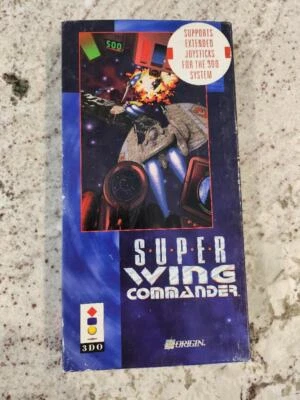 500
SUPPORTS
EXTENDED
JOYSTICKS
FOR THE 3DO
SYSTEM
SUPER
WING
COMMANDER
3DO
ORIGIN